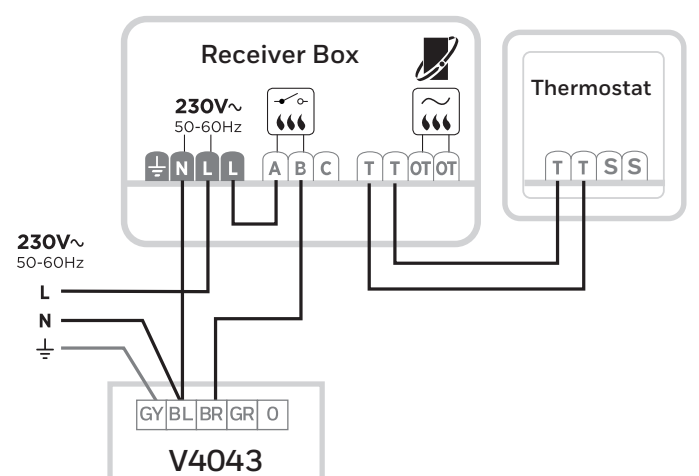 Receiver Box
230V~
50-60Hz
N L L A B C T T OT OT
Thermostat
T T S S
230V~
50-60Hz
L
N
GY BL BR GR O
V4043